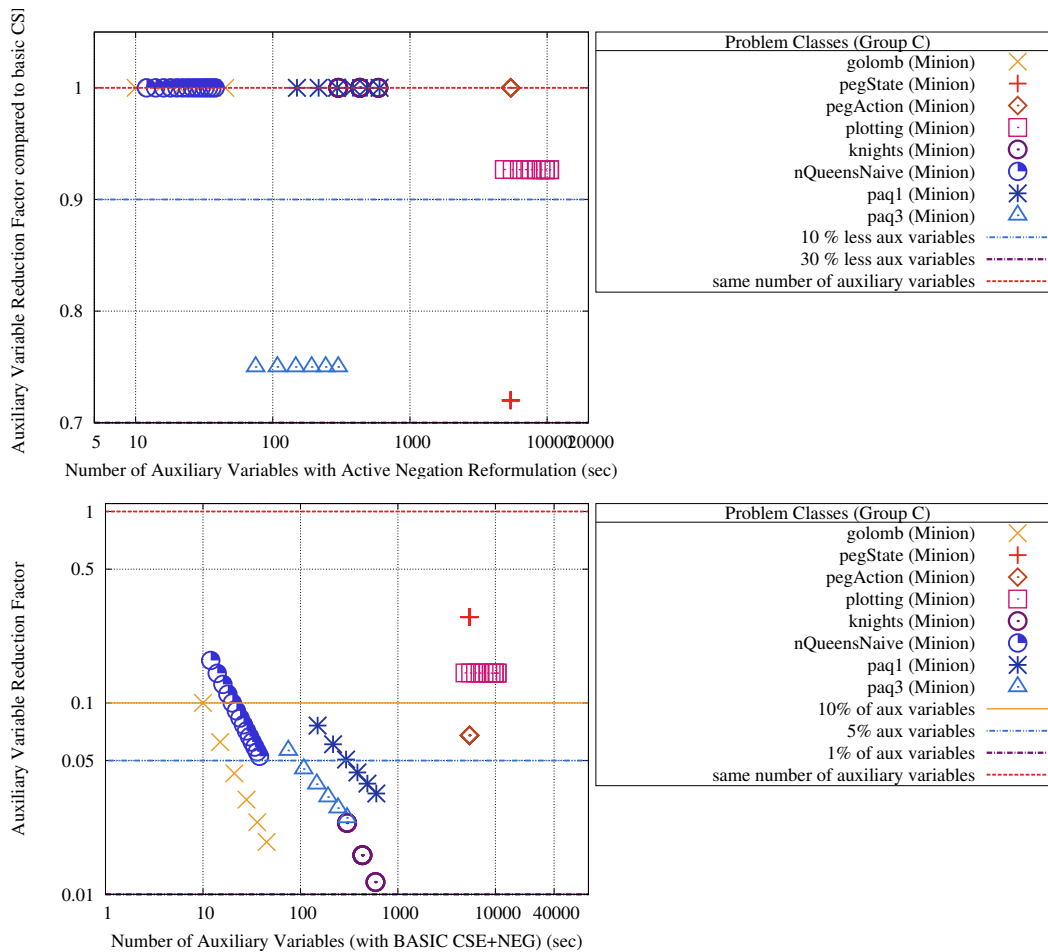 Auxiliary Variable Reduction Factor compared to basic CS]
1
0.9
0.8
0.7
5 10 100 1000 10000 20000
Number of Auxiliary Variables with Active Negation Reformulation (sec)
Problem Classes (Group C)
golomb (Minion)
pegState (Minion)
pegAction (Minion)
plotting (Minion)
knights (Minion)
nQueensNaive (Minion)
paq1 (Minion)
paq3 (Minion)
10 % less aux variables
30 % less aux variables
same number of auxiliary variables
Auxiliary Variable Reduction Factor
1
0.5
0.1
0.05
0.01
1 10 100 1000 10000 40000
Number of Auxiliary Variables (with BASIC CSE+NEG) (sec)
Problem Classes (Group C)
golomb (Minion)
pegState (Minion)
pegAction (Minion)
plotting (Minion)
knights (Minion)
nQueensNaive (Minion)
paq1 (Minion)
paq3 (Minion)
10% of aux variables
5% aux variables
1% of aux variables
same number of auxiliary variables